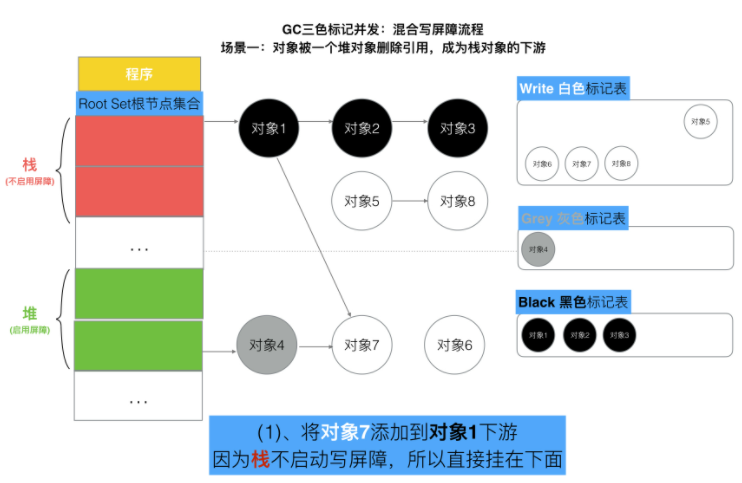 GC三色标记并发：混合写屏障流程
场景一：对象被一个堆对象删除引用，成为栈对象的下游
程序
Root Set根节点集合
栈
(不启用屏障)
...
堆
(启用屏障)
...
对象1
对象2
对象3
对象5
对象8
对象4
对象7
对象6
Write 白色标记表
对象5
对象6
对象7
对象8
Grey 灰色标记表
对象4
Black 黑色标记表
对象1
对象2
对象3
(1)、将对象7添加到对象1下游
因为栈不启动写屏障，所以直接挂在下面